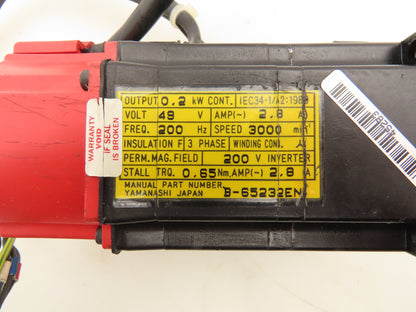 OUTPUT 0.2 kW CONT. IEC34-1/A2:1989
VOLT 49 V AMP(~) 2.8 A
FREQ. 200 Hz SPEED 3000 min
INSULATION F 3 PHASE WINDING CONN.
PERM.MAG.FIELD 200 V INVERTER
STALL TRQ. 0.65 Nm, AMP(~) 2.8 A
MANUAL PART NUMBER B-65232EN
YAMANASHI JAPAN
WARRANTY
VOID
IF SEAL
IS BROKEN